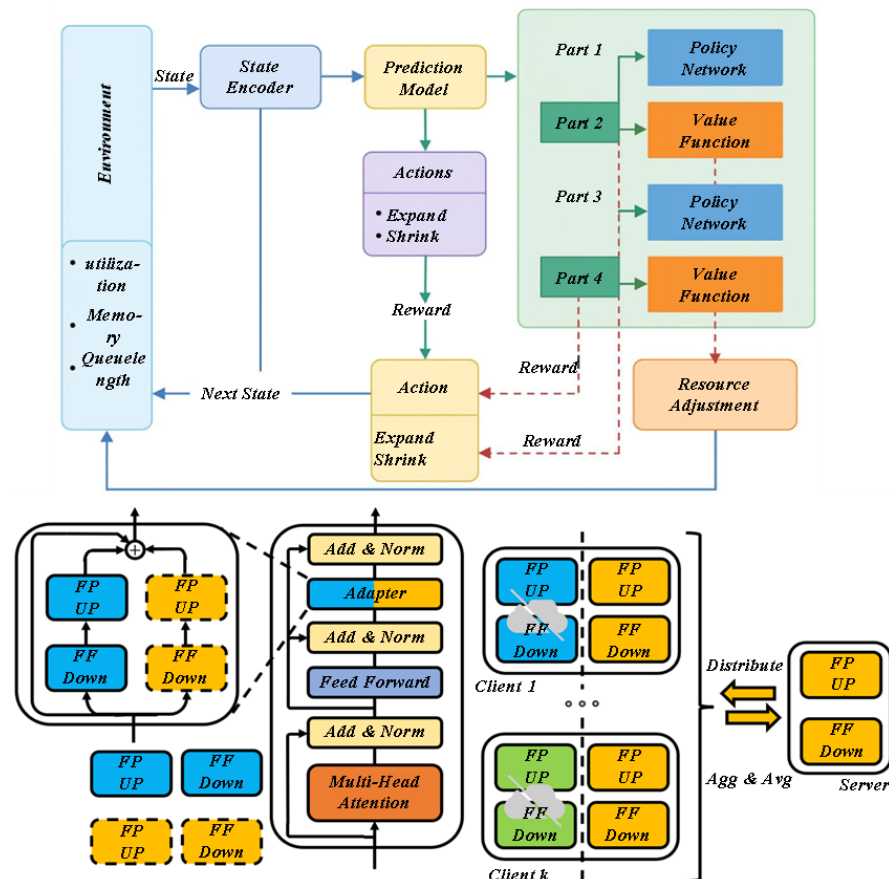 Environment
• utiliza-
tion
• Memo-
ry
• Queuele-
ngth
State
State
Encoder
Prediction
Model
Actions
• Expand
• Shrink
Reward
Next State
Action
Expand
Shrink
Part 1
Part 2
Part 3
Part 4
Policy
Network
Value
Function
Policy
Network
Value
Function
Reward
Reward
Resource
Adjustment
FP
UP
FP
UP
FF
Down
FF
Down
FP
UP
FF
Down
FP
UP
FF
Down
Add & Norm
Adapter
Add & Norm
Feed Forward
Add & Norm
Multi-Head
Attention
FP
UP
FP
UP
FF
Down
FF
Down
Client 1
FP
UP
FP
UP
FF
Down
FF
Down
Client k
Distribute
Agg & Avg
FP
UP
FF
Down
Server